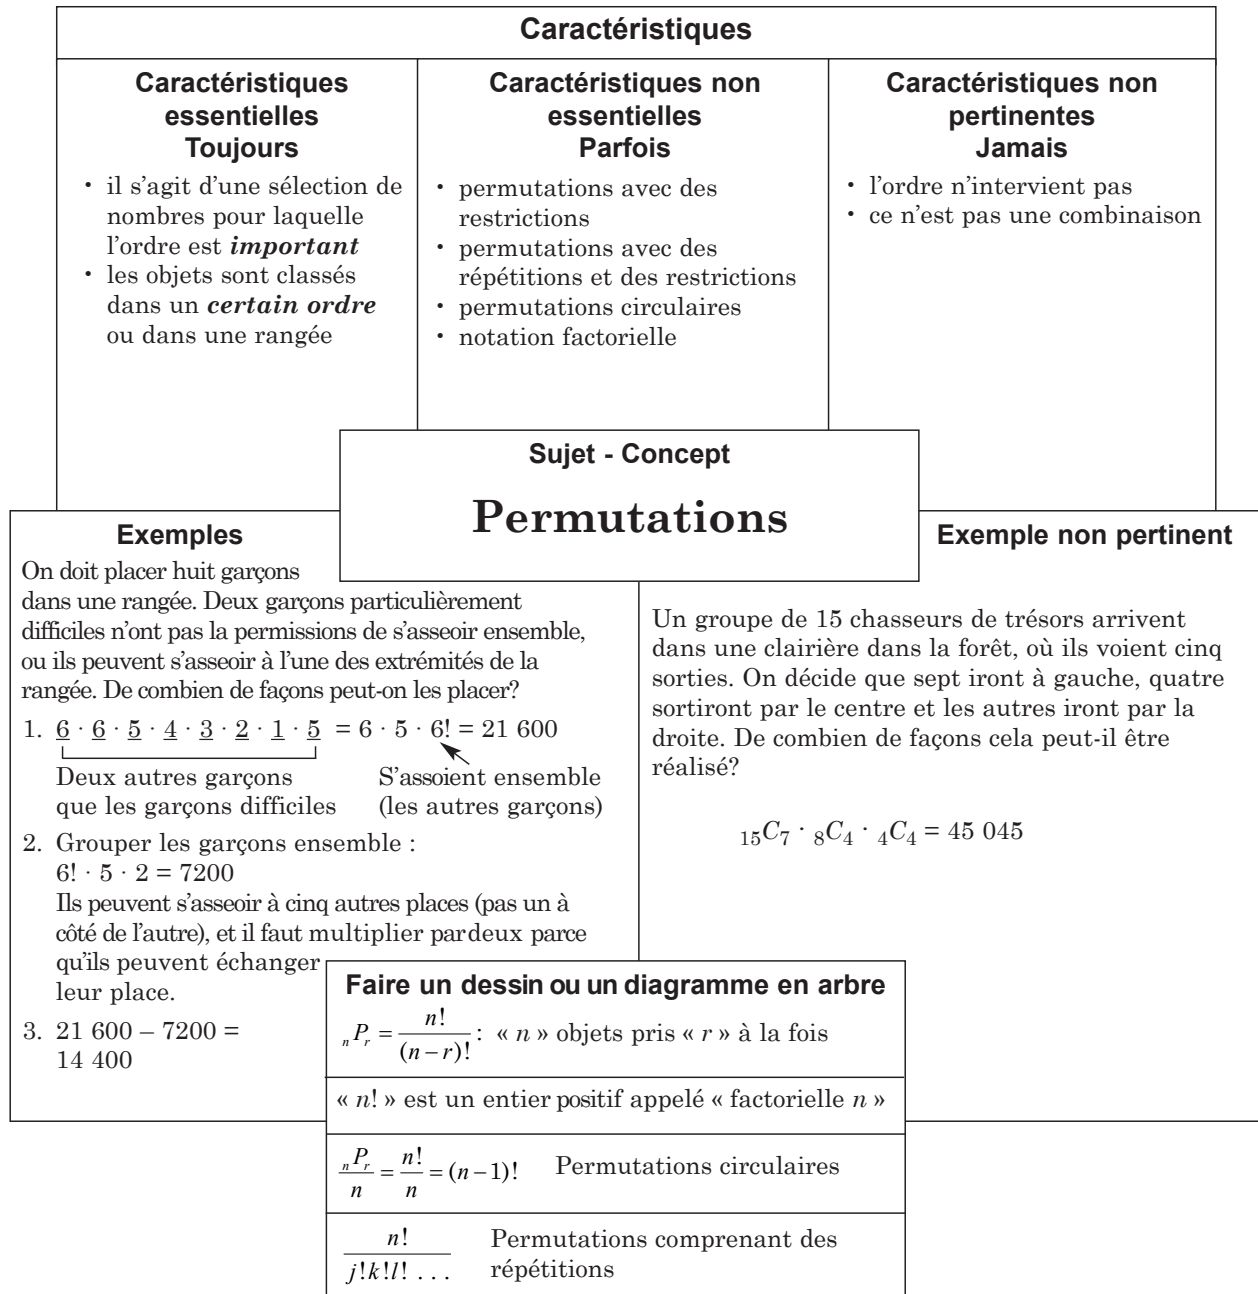 Caractéristiques
Caractéristiques
essentielles
Toujours
• il s'agit d'une sélection de
nombres pour laquelle
l'ordre est important
• les objets sont classés
dans un certain ordre
ou dans une rangée
Caractéristiques non
essentielles
Parfois
• permutations avec des
restrictions
• permutations avec des
répétitions et des restrictions
• permutations circulaires
• notation factorielle
Caractéristiques non
pertinentes
Jamais
• l'ordre n'intervient pas
• ce n'est pas une combinaison
Sujet - Concept
Permutations
Exemples
On doit placer huit garçons
dans une rangée. Deux garçons particulièrement
difficiles n'ont pas la permissions de s'asseoir ensemble,
ou ils peuvent s'asseoir à l'une des extrémités de la
rangée. De combien de façons peut-on les placer?
1. 6 · 6 · 5 · 4 · 3 · 2 · 1 · 5 = 6 · 5 · 6! = 21 600
Deux autres garçons
que les garçons difficiles
S'assoient ensemble
(les autres garçons)
2. Grouper les garçons ensemble :
6! · 5 · 2 = 7200
Ils peuvent s'asseoir à cinq autres places (pas un à
côté de l'autre), et il faut multiplier par deux parce
qu'ils peuvent échanger
leur place.
3. 21 600 – 7200 =
14 400
Exemple non pertinent
Un groupe de 15 chasseurs de trésors arrivent
dans une clairière dans la forêt, où ils voient cinq
sorties. On décide que sept iront à gauche, quatre
sortiront par le centre et les autres iront par la
droite. De combien de façons cela peut-il être
réalisé?
₁₅C₇ · ₈C₄ · ₄C₄ = 45 045
Faire un dessin ou un diagramme en arbre
ₙPᵣ = n!/(n – r)! : « n » objets pris « r » à la fois
« n! » est un entier positif appelé « factorielle n »
ₙPᵣ/n = n!/n = (n – 1)! Permutations circulaires
n!/(j!k!l! . . .) Permutations comprenant des
répétitions